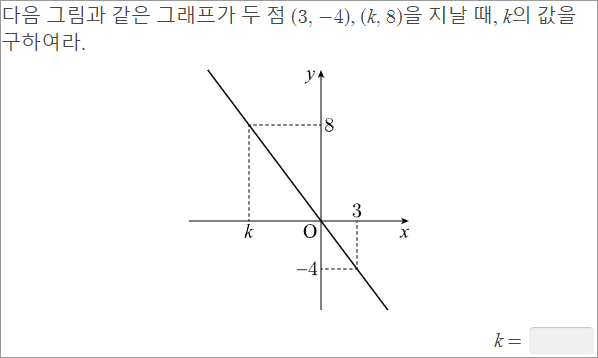 다음 그림과 같은 그래프가 두 점 (3, −4), (k, 8)을 지날 때, k의 값을
구하여라.
y
8
3
k
O
x
−4
k =